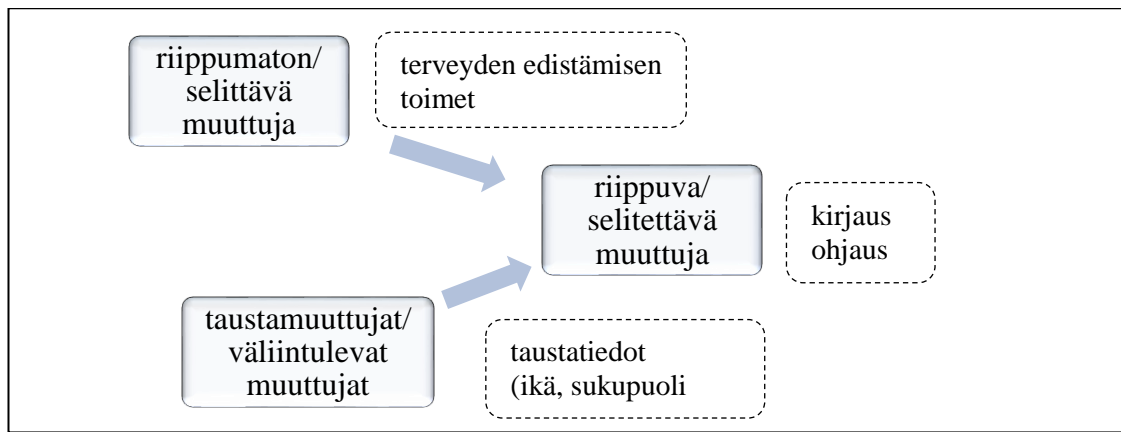 riippumaton/
selittävä
muuttuja
terveyden edistämisen
toimet
riippuva/
selitettävä
muuttuja
kirjaus
ohjaus
taustamuuttujat/
väliintulevat
muuttujat
taustatiedot
(ikä, sukupuoli